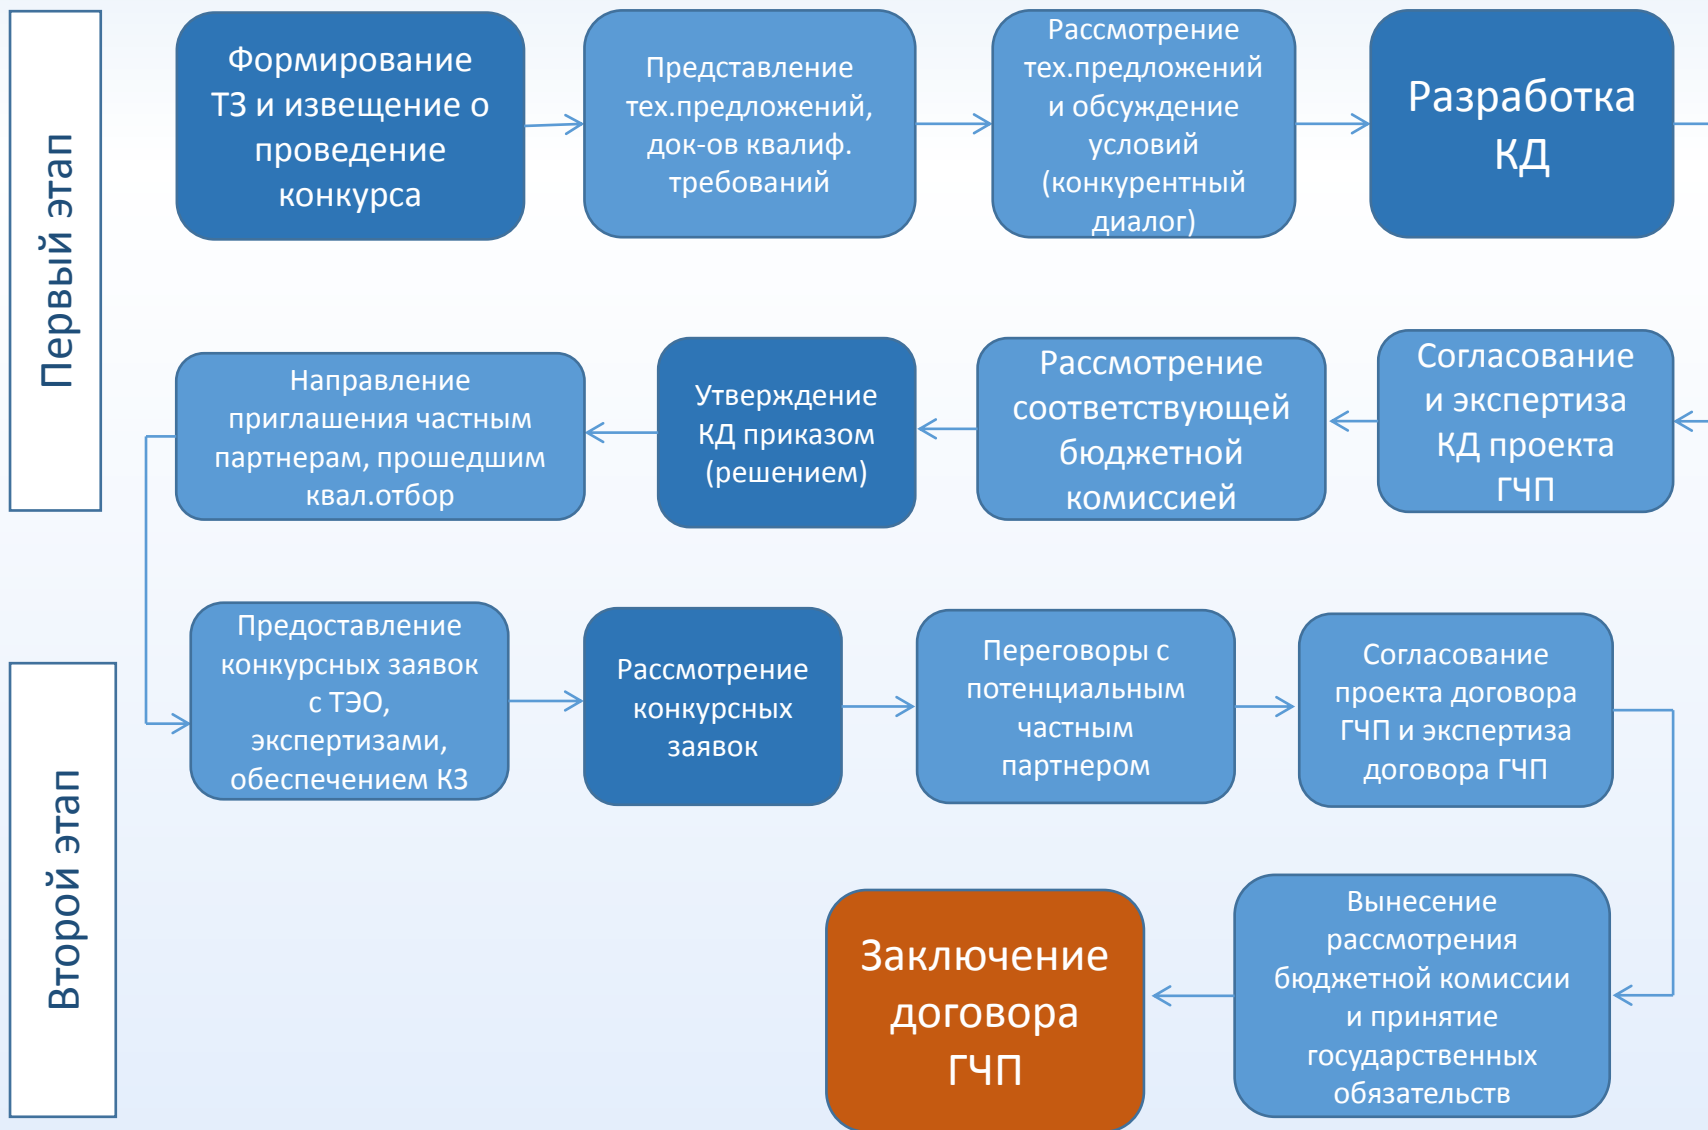 Первый этап
Формирование
ТЗ и извещение о
проведение
конкурса
Представление
тех.предложений,
док-ов квалиф.
требований
Рассмотрение
тех.предложений
и обсуждение
условий
(конкурентный
диалог)
Разработка
КД
Согласование
и экспертиза
КД проекта
ГЧП
Рассмотрение
соответствующей
бюджетной
комиссией
Утверждение
КД приказом
(решением)
Направление
приглашения частным
партнерам, прошедшим
квал.отбор
Второй этап
Предоставление
конкурсных заявок
с ТЭО,
экспертизами,
обеспечением КЗ
Рассмотрение
конкурсных
заявок
Переговоры с
потенциальным
частным
партнером
Согласование
проекта договора
ГЧП и экспертиза
договора ГЧП
Вынесение
рассмотрения
бюджетной комиссии
и принятие
государственных
обязательств
Заключение
договора
ГЧП